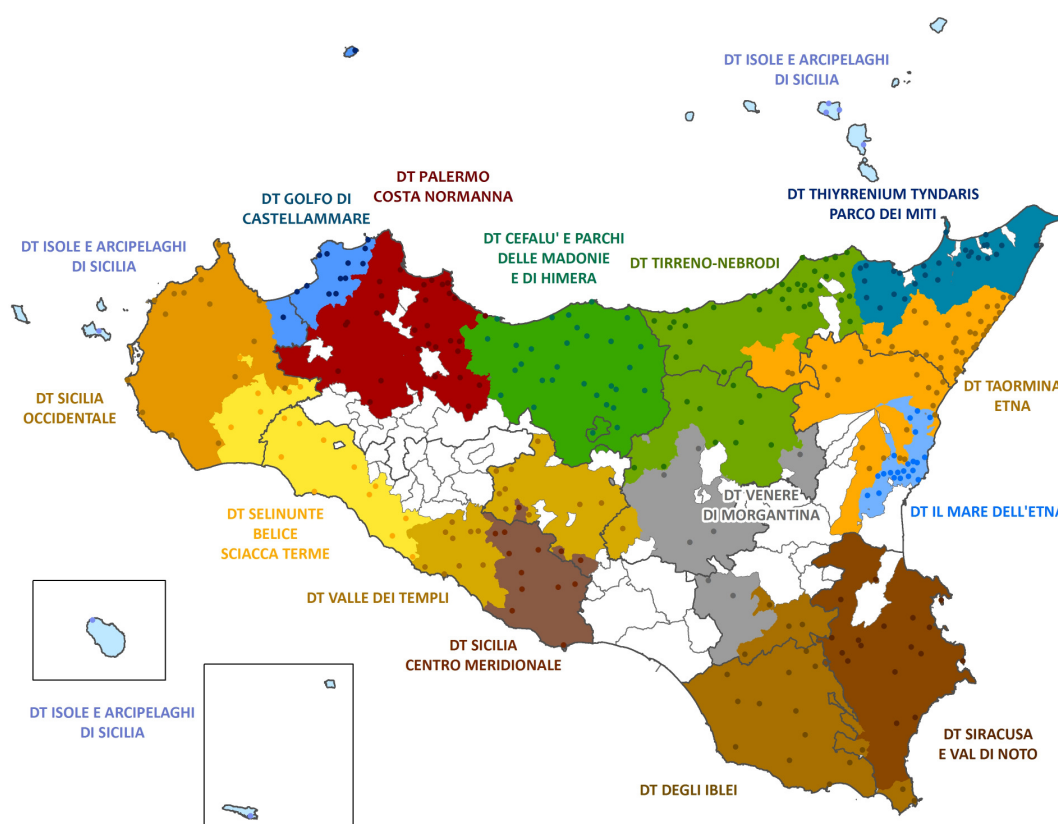 DT ISOLE E ARCIPELAGHI
DI SICILIA
DT PALERMO
COSTA NORMANNA
DT GOLFO DI
CASTELLAMMARE
DT THIYRRENIUM TYNDARIS
PARCO DEI MITI
DT ISOLE E ARCIPELAGHI
DI SICILIA
DT CEFALU' E PARCHI
DELLE MADONIE
E DI HIMERA
DT TIRRENO-NEBRODI
DT SICILIA
OCCIDENTALE
DT TAORMINA
ETNA
DT VENERE
DI MORGANTINA
DT IL MARE DELL'ETNA
DT SELINUNTE
BELICE
SCIACCA TERME
DT VALLE DEI TEMPLI
DT SICILIA
CENTRO MERIDIONALE
DT ISOLE E ARCIPELAGHI
DI SICILIA
DT SIRACUSA
E VAL DI NOTO
DT DEGLI IBLEI